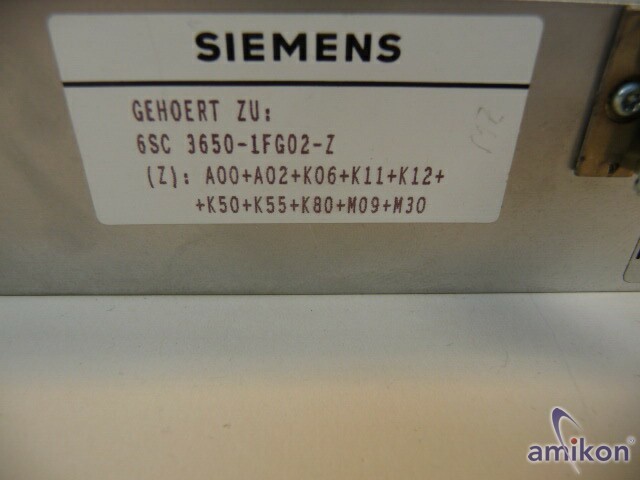 SIEMENS
GEHOERT ZU:
6SC 3650-1FG02-Z
(Z): A00+A02+K06+K11+K12+
+K50+K55+K80+M09+M30
amikon